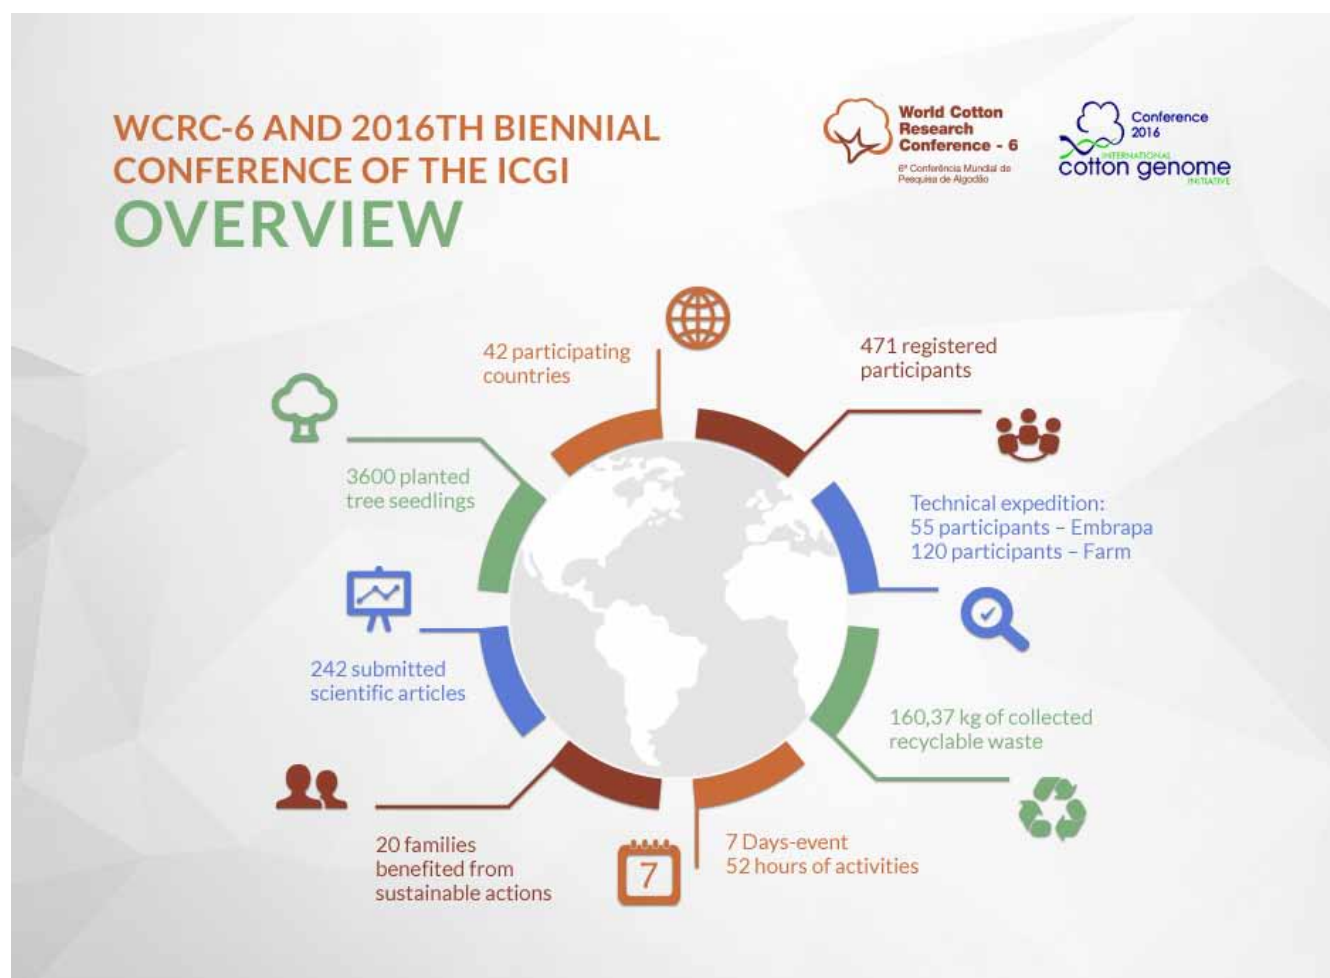 WCRC-6 AND 2016TH BIENNIAL
CONFERENCE OF THE ICGI
OVERVIEW
World Cotton
Research
Conference - 6
6ª Conferência Mundial de
Pesquisa de Algodão
Conference
2016
INTERNATIONAL
cotton genome
INITIATIVE
42 participating
countries
471 registered
participants
3600 planted
tree seedlings
Technical expedition:
55 participants – Embrapa
120 participants – Farm
242 submitted
scientific articles
160,37 kg of collected
recyclable waste
20 families
benefited from
sustainable actions
7
7 Days-event
52 hours of activities